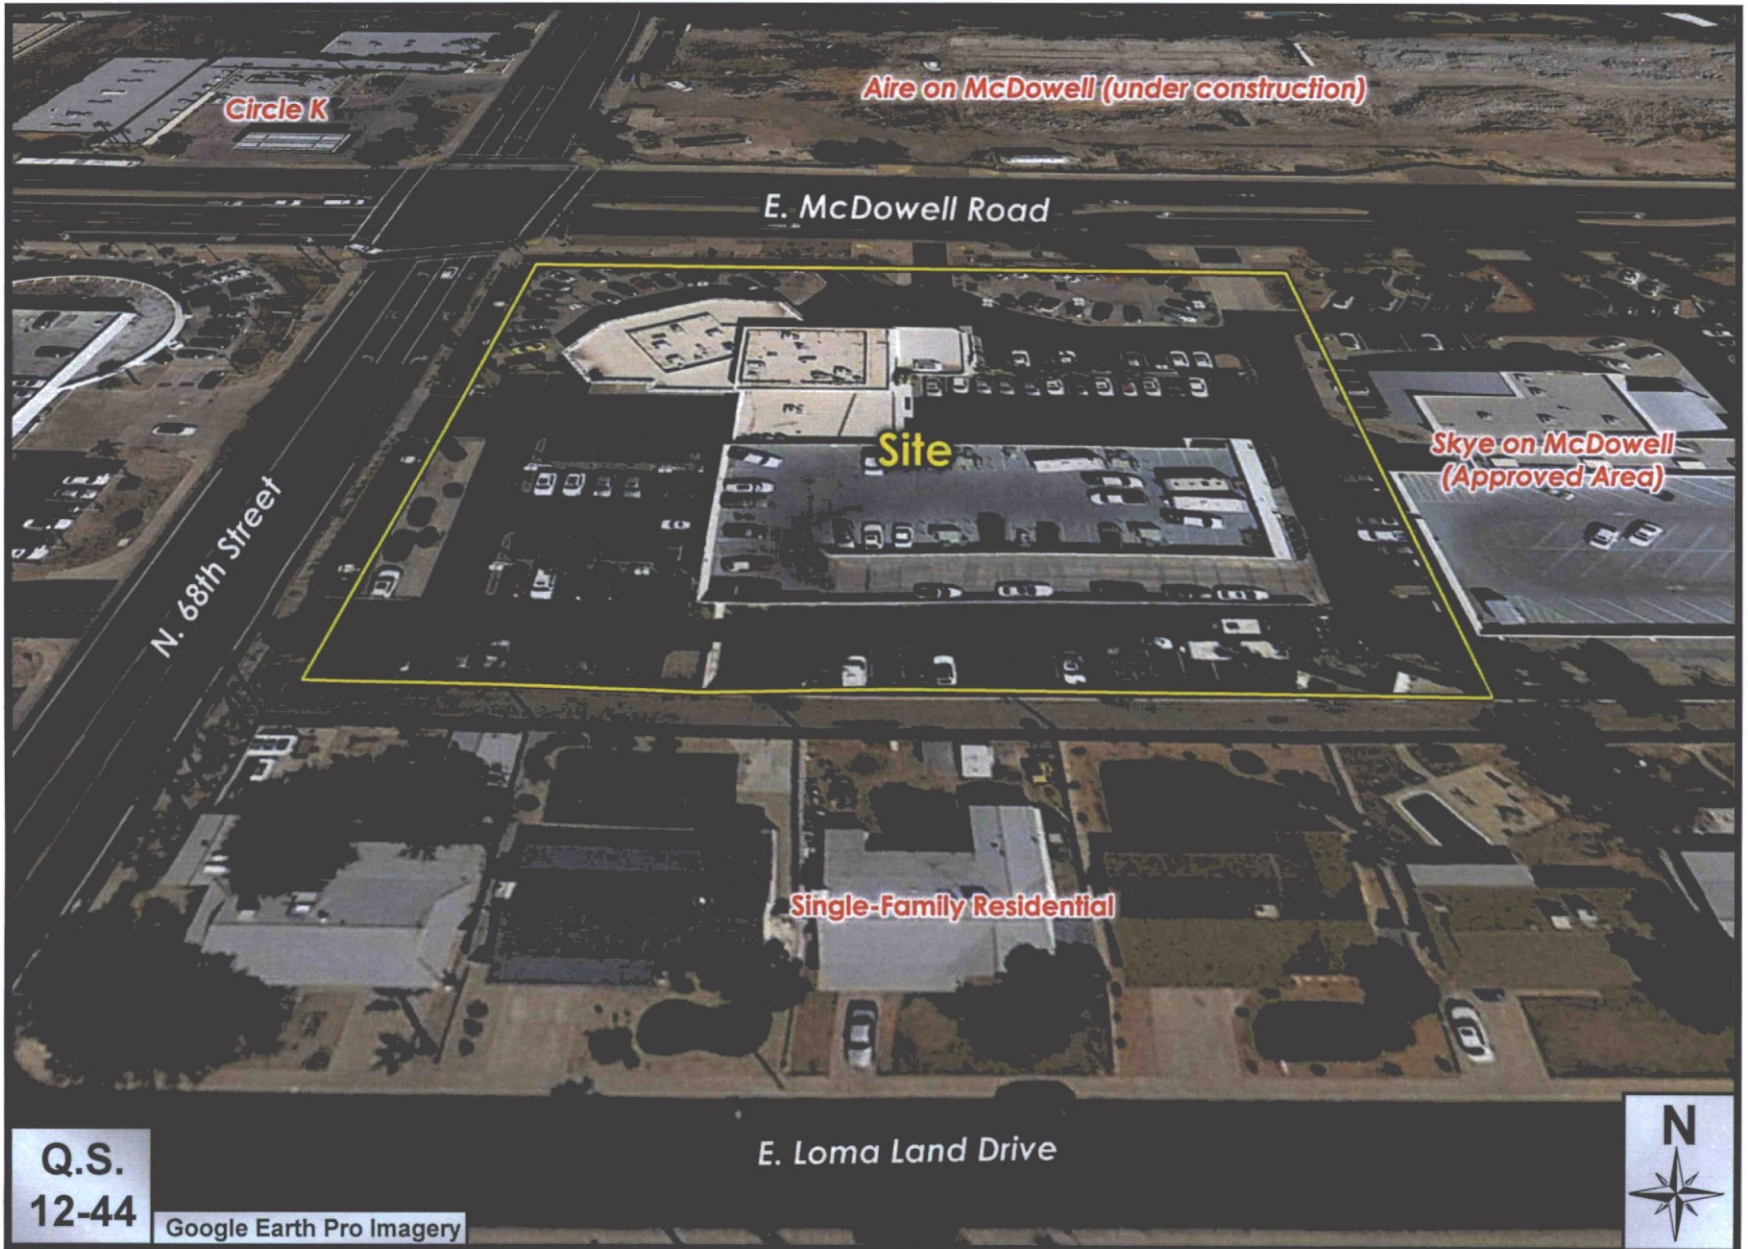 Circle K
Aire on McDowell (under construction)
E. McDowell Road
Site
Skye on McDowell
(Approved Area)
N. 68th Street
Single-Family Residential
E. Loma Land Drive
Q.S.
12-44
Google Earth Pro Imagery
N